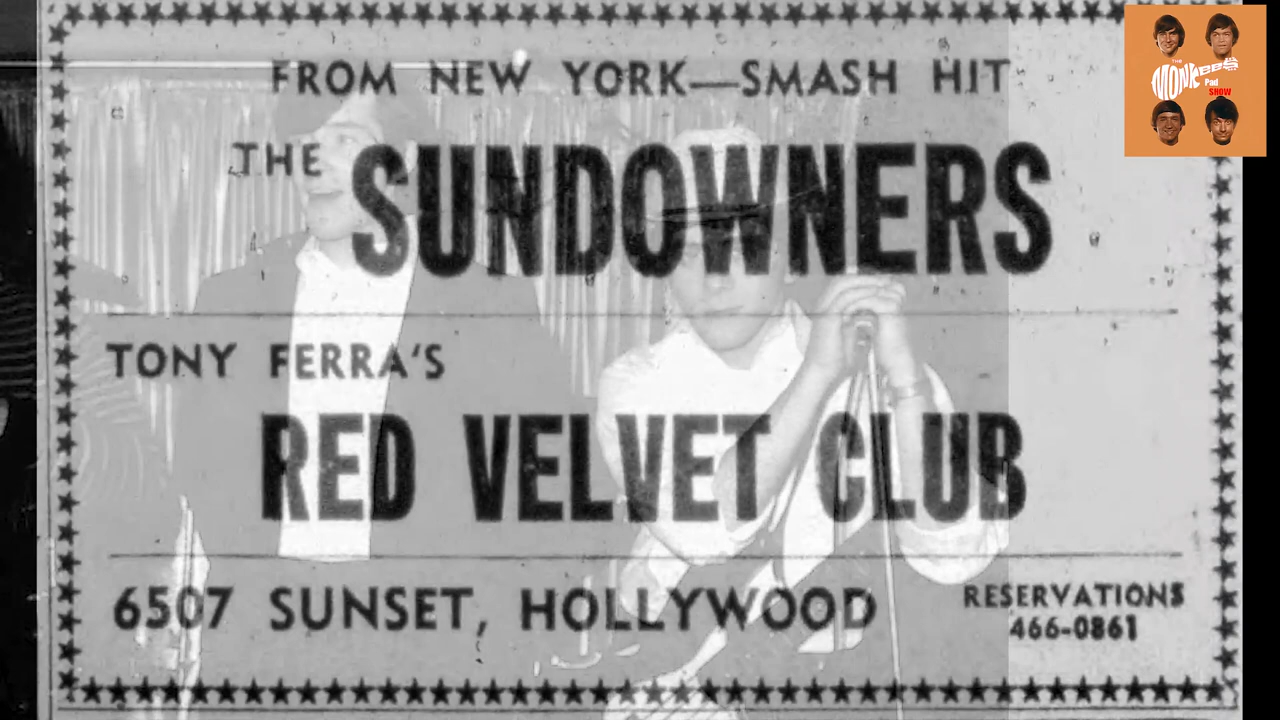 FROM NEW YORK—SMASH HIT
THE SUNDOWNERS
TONY FERRA'S
RED VELVET CLUB
6507 SUNSET, HOLLYWOOD
RESERVATIONS
466-0861
THE
MONKEES
Pad
SHOW